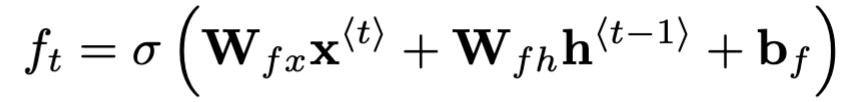 f_t = σ ( W_{fx} x^{⟨t⟩} + W_{fh} h^{⟨t−1⟩} + b_f )